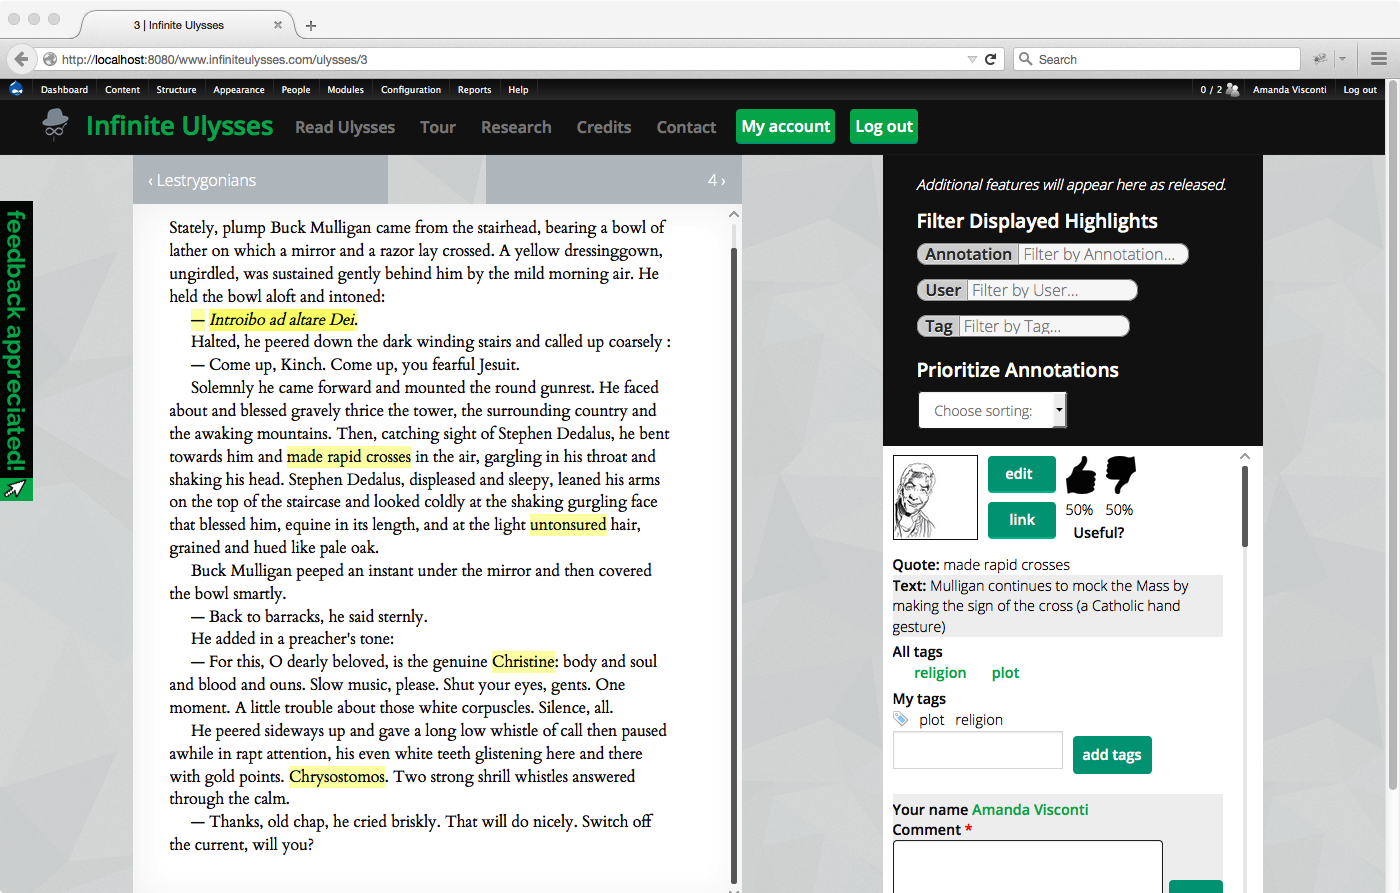 3 | Infinite Ulysses
http://localhost:8080/www.infiniteulysses.com/ulysses/3
Search
Dashboard Content Structure Appearance People Modules Configuration Reports Help
0 / 2 Amanda Visconti Log out
Infinite Ulysses Read Ulysses Tour Research Credits Contact My account Log out
feedback appreciated!
‹ Lestrygonians
4 ›
Stately, plump Buck Mulligan came from the stairhead, bearing a bowl of
lather on which a mirror and a razor lay crossed. A yellow dressinggown,
ungirdled, was sustained gently behind him by the mild morning air. He
held the bowl aloft and intoned:
— Introibo ad altare Dei.
Halted, he peered down the dark winding stairs and called up coarsely :
— Come up, Kinch. Come up, you fearful Jesuit.
Solemnly he came forward and mounted the round gunrest. He faced
about and blessed gravely thrice the tower, the surrounding country and
the awaking mountains. Then, catching sight of Stephen Dedalus, he bent
towards him and made rapid crosses in the air, gargling in his throat and
shaking his head. Stephen Dedalus, displeased and sleepy, leaned his arms
on the top of the staircase and looked coldly at the shaking gurgling face
that blessed him, equine in its length, and at the light untonsured hair,
grained and hued like pale oak.
Buck Mulligan peeped an instant under the mirror and then covered
the bowl smartly.
— Back to barracks, he said sternly.
He added in a preacher's tone:
— For this, O dearly beloved, is the genuine Christine: body and soul
and blood and ouns. Slow music, please. Shut your eyes, gents. One
moment. A little trouble about those white corpuscles. Silence, all.
He peered sideways up and gave a long low whistle of call then paused
awhile in rapt attention, his even white teeth glistening here and there
with gold points. Chrysostomos. Two strong shrill whistles answered
through the calm.
— Thanks, old chap, he cried briskly. That will do nicely. Switch off
the current, will you?
Additional features will appear here as released.
Filter Displayed Highlights
Annotation Filter by Annotation...
User Filter by User...
Tag Filter by Tag...
Prioritize Annotations
Choose sorting:
edit
link
50% 50%
Useful?
Quote: made rapid crosses
Text: Mulligan continues to mock the Mass by
making the sign of the cross (a Catholic hand
gesture)
All tags
religion plot
My tags
plot religion
add tags
Your name Amanda Visconti
Comment *